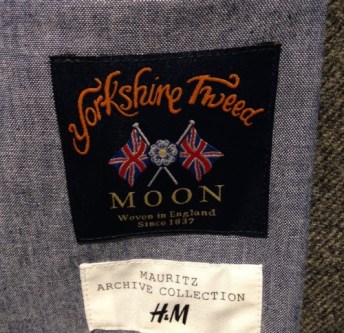 Yorkshire Tweed
MOON
Woven in England
Since 1837
MAURITZ
ARCHIVE COLLECTION
H&M